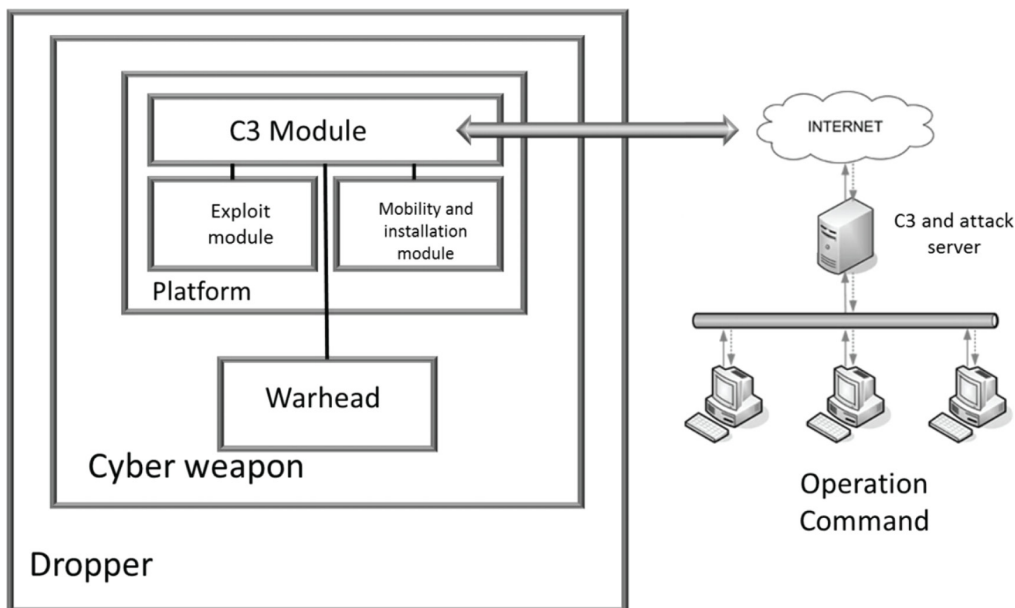 C3 Module
Exploit
module
Mobility and
installation
module
Platform
Warhead
Cyber weapon
Dropper
INTERNET
C3 and attack
server
Operation
Command